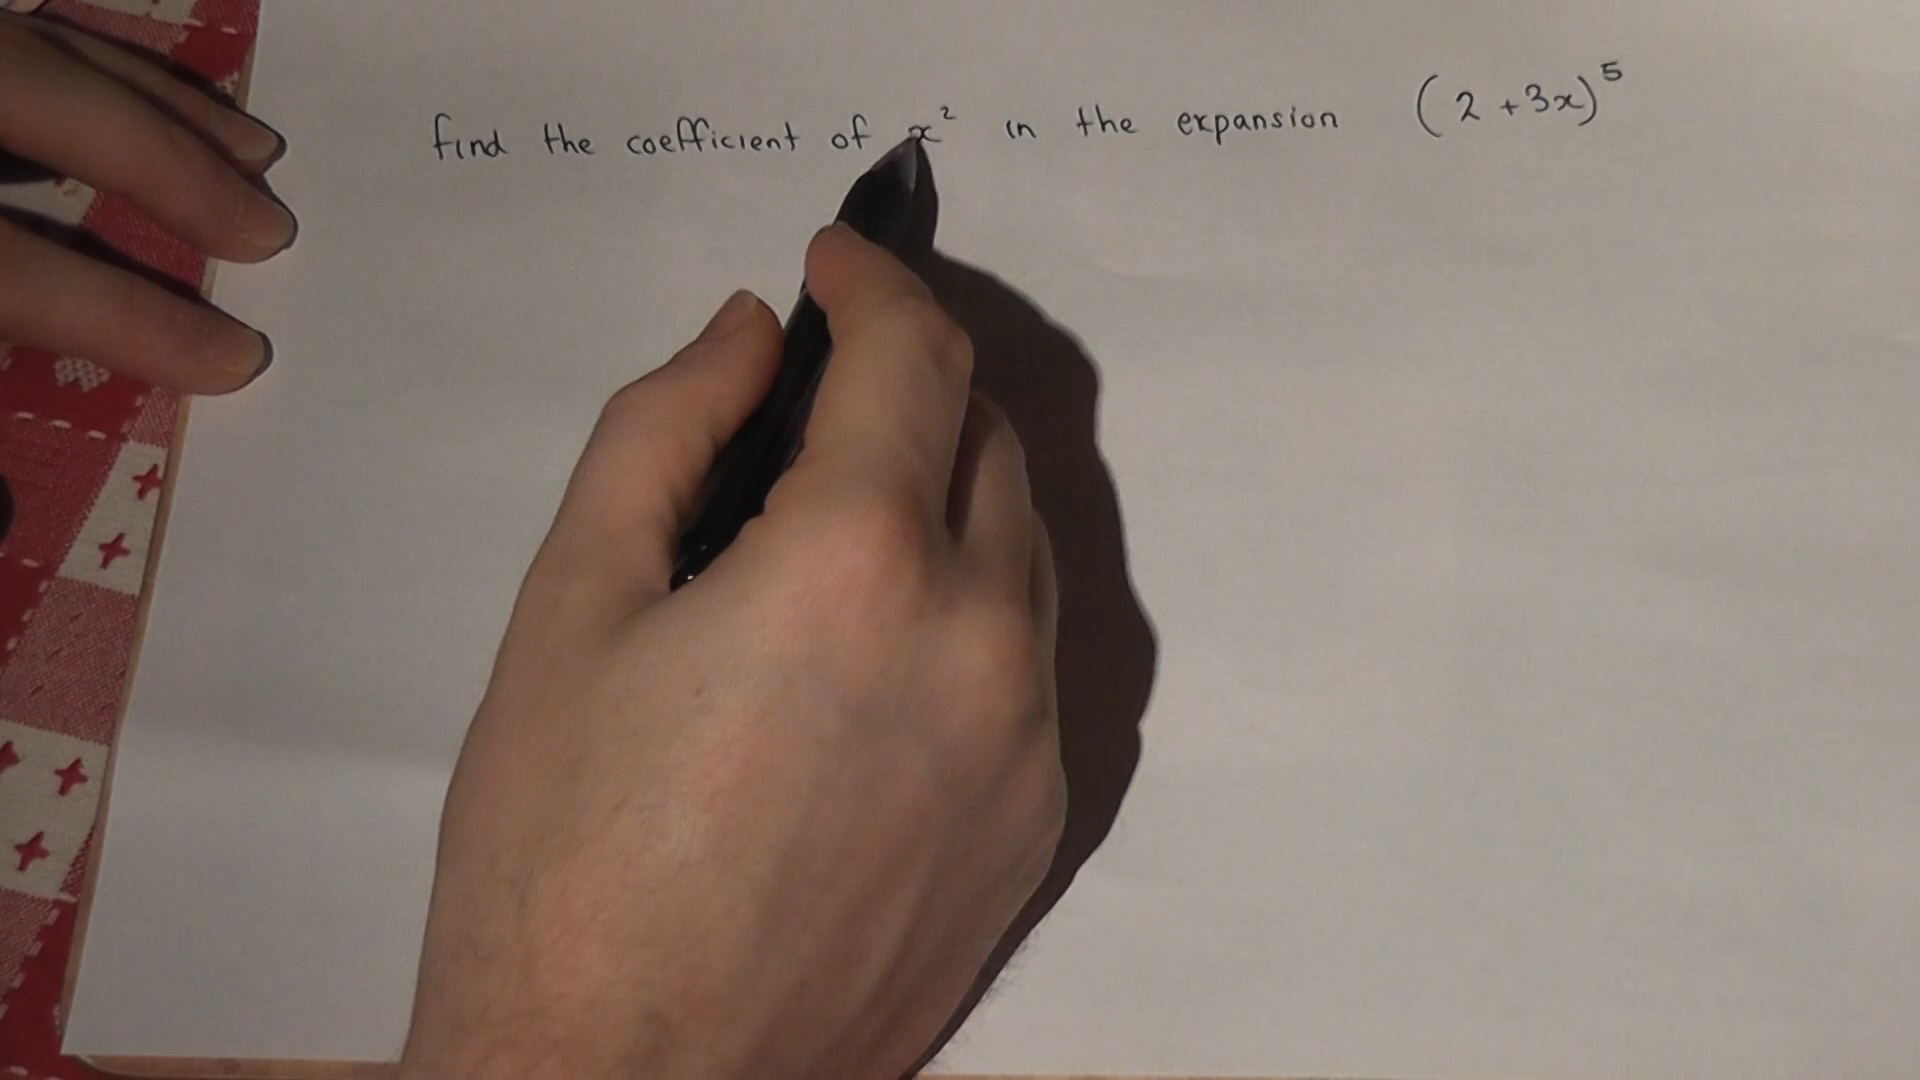 find the coefficient of x² in the expansion (2 + 3x)⁵